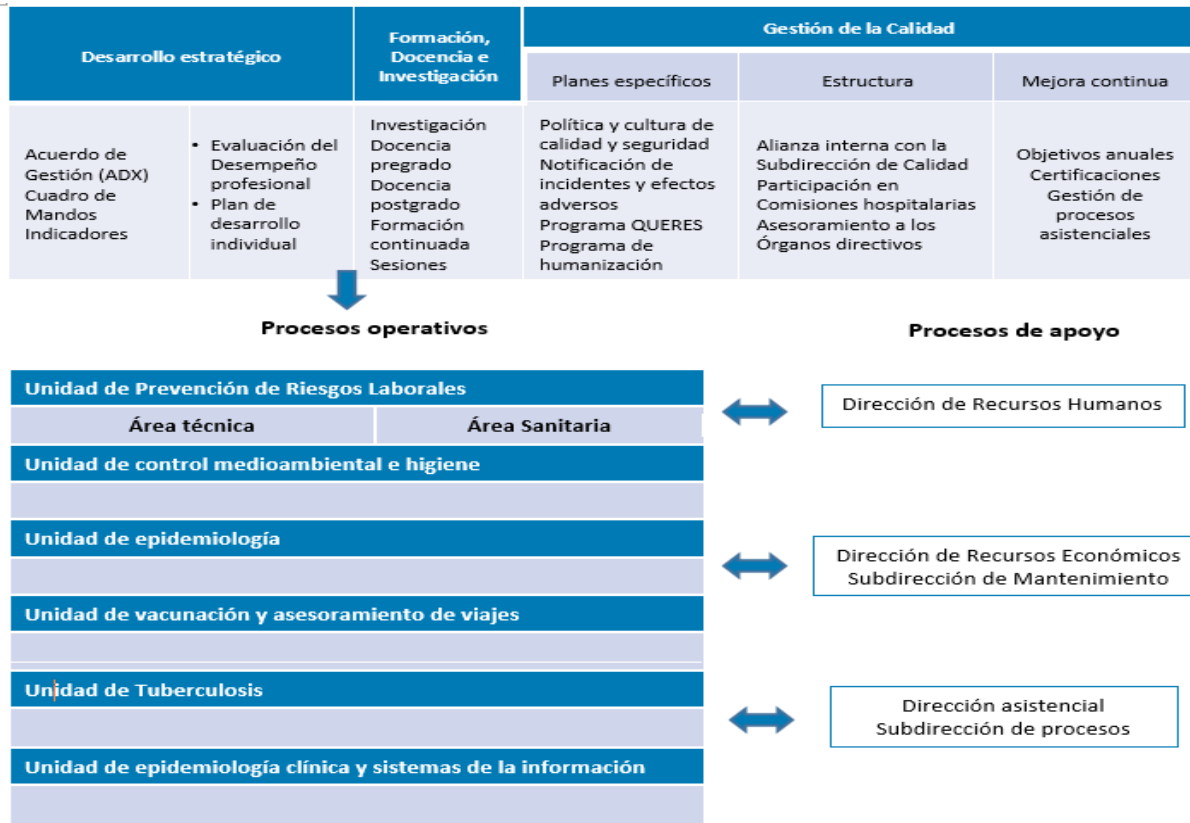 Desarrollo estratégico
Formación,
Docencia e
Investigación
Gestión de la Calidad
Planes específicos
Estructura
Mejora continua
Acuerdo de
Gestión (ADX)
Cuadro de
Mandos
Indicadores
• Evaluación del
Desempeño
profesional
• Plan de
desarrollo
individual
Investigación
Docencia
pregrado
Docencia
postgrado
Formación
continuada
Sesiones
Política y cultura de
calidad y seguridad
Notificación de
incidentes y efectos
adversos
Programa QUERES
Programa de
humanización
Alianza interna con la
Subdirección de Calidad
Participación en
Comisiones hospitalarias
Asesoramiento a los
Órganos directivos
Objetivos anuales
Certificaciones
Gestión de
procesos
asistenciales
Procesos operativos
Procesos de apoyo
Unidad de Prevención de Riesgos Laborales
Área técnica
Área Sanitaria
Dirección de Recursos Humanos
Unidad de control medioambiental e higiene
Unidad de epidemiología
Dirección de Recursos Económicos
Subdirección de Mantenimiento
Unidad de vacunación y asesoramiento de viajes
Unidad de Tuberculosis
Dirección asistencial
Subdirección de procesos
Unidad de epidemiología clínica y sistemas de la información